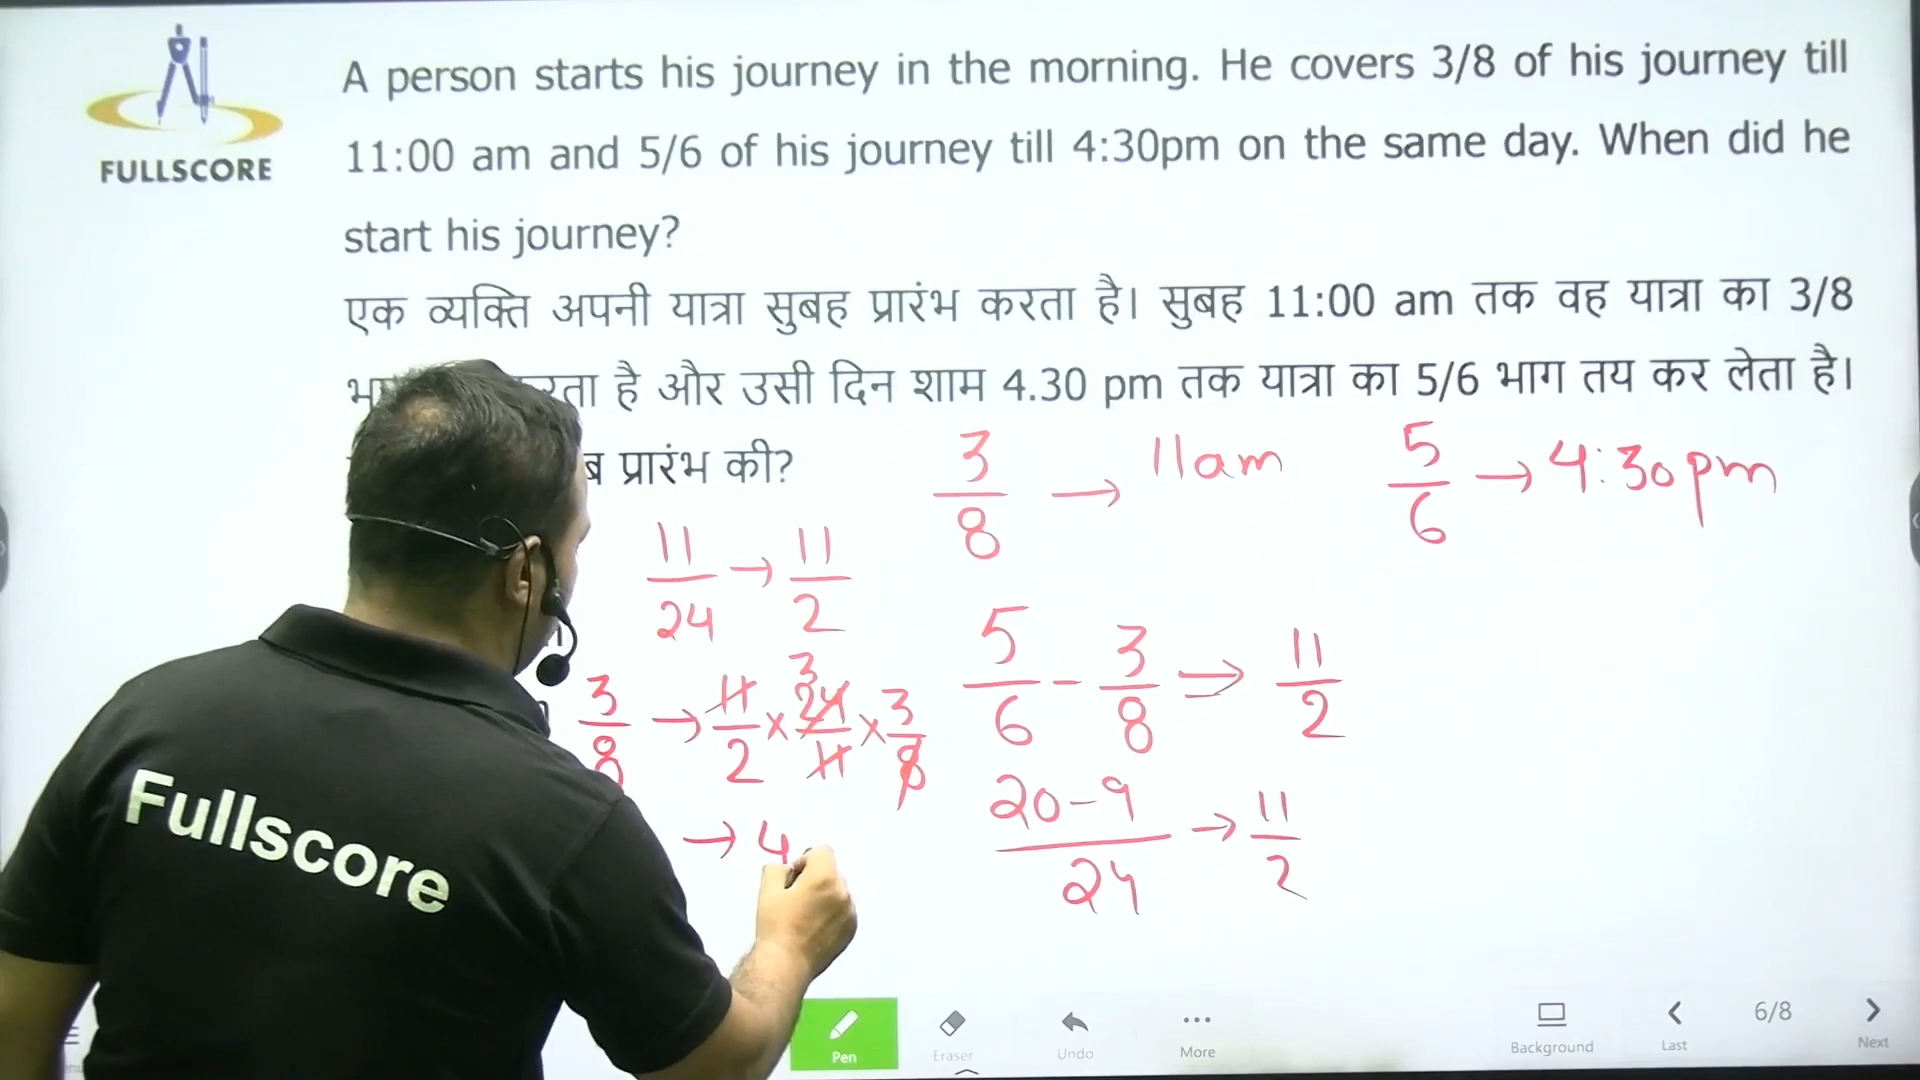 FULLSCORE
A person starts his journey in the morning. He covers 3/8 of his journey till
11:00 am and 5/6 of his journey till 4:30pm on the same day. When did he
start his journey?
एक व्यक्ति अपनी यात्रा सुबह प्रारंभ करता है। सुबह 11:00 am तक वह यात्रा का 3/8
है और उसी दिन शाम 4.30 pm तक यात्रा का 5/6 भाग तय कर लेता है।
प्रारंभ की?
3/8 → 11am
5/6 → 4:30pm
11/24 → 11/2
5/6 - 3/8 ⇒ 11/2
3/8 → 11/2 × 24/11 × 3/8
3
20-9/24 → 11/2
→ 4
Fullscore
Pen
Eraser
Undo
More
Background
Last
6/8
Next